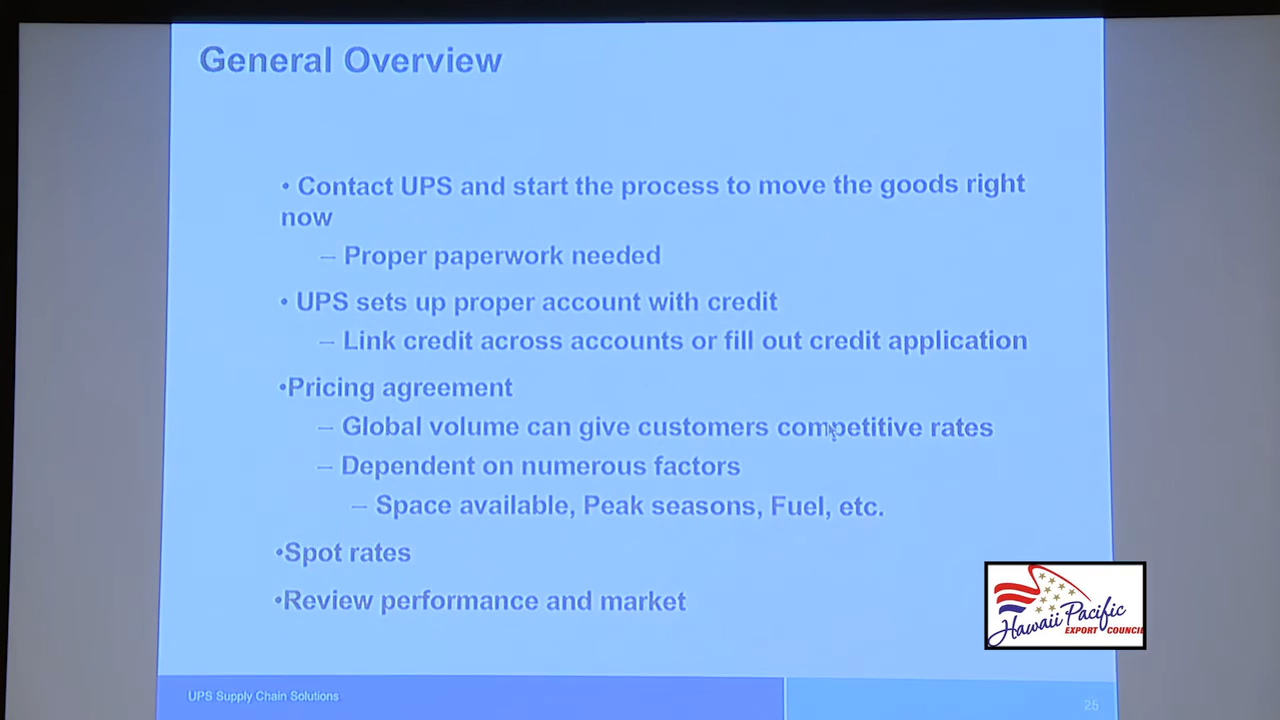 General Overview
• Contact UPS and start the process to move the goods right
now
– Proper paperwork needed
• UPS sets up proper account with credit
– Link credit across accounts or fill out credit application
•Pricing agreement
– Global volume can give customers competitive rates
– Dependent on numerous factors
– Space available, Peak seasons, Fuel, etc.
•Spot rates
•Review performance and market
Hawaii Pacific
EXPORT COUNCIL
UPS Supply Chain Solutions
25